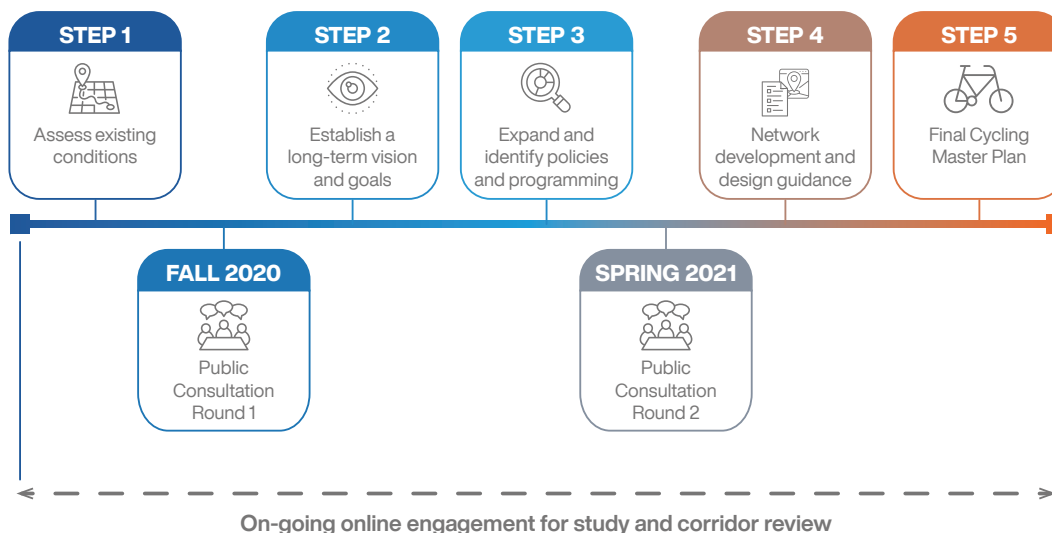 STEP 1
Assess existing
conditions
STEP 2
Establish a
long-term vision
and goals
STEP 3
Expand and
identify policies
and programming
STEP 4
Network
development and
design guidance
STEP 5
Final Cycling
Master Plan
FALL 2020
Public
Consultation
Round 1
SPRING 2021
Public
Consultation
Round 2
On-going online engagement for study and corridor review